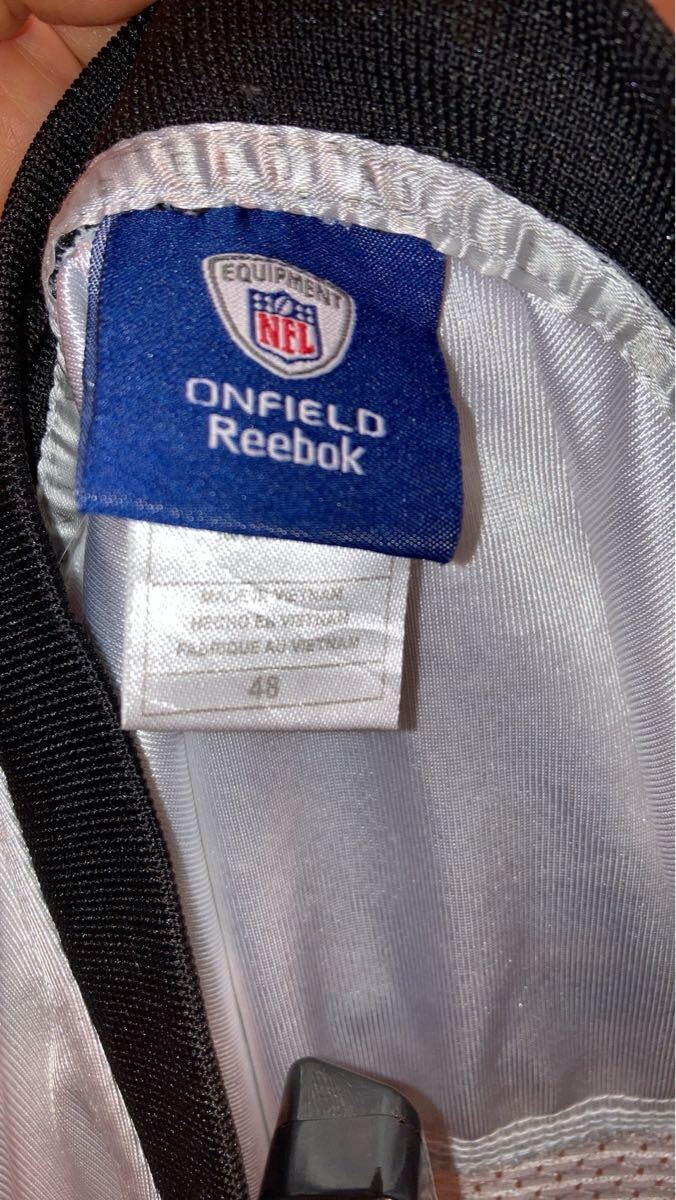 EQUIPMENT
NFL
ONFIELD
Reebok
MADE IN VIETNAM
HECHO EN VIETNAM
FABRIQUE AU VIETNAM
48